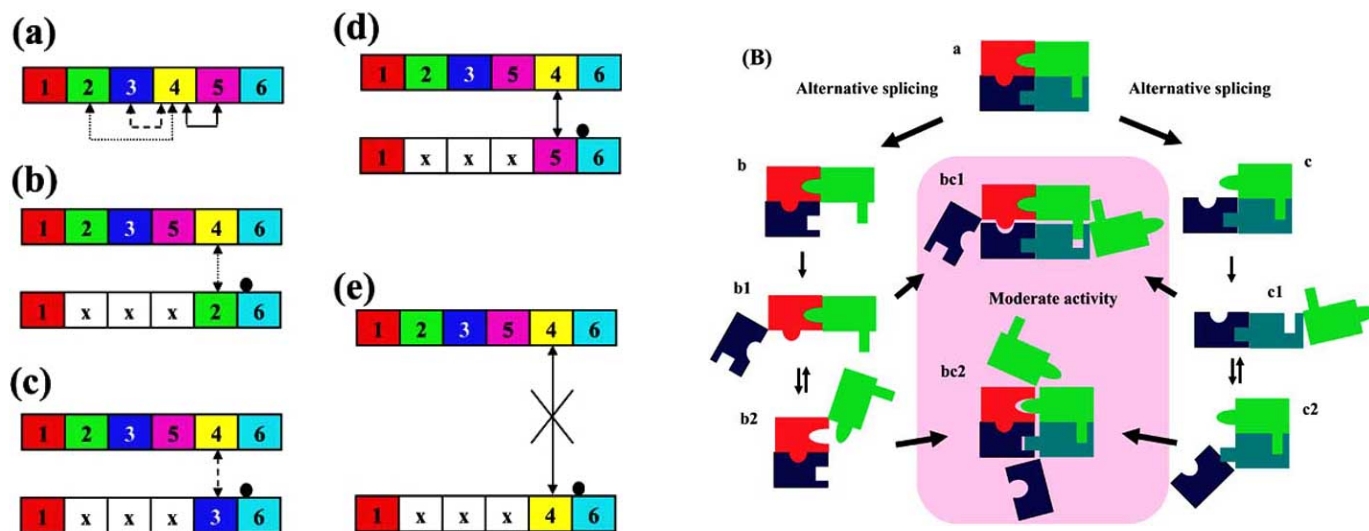 (a)
1 2 3 4 5 6
(b)
1 2 3 5 4 6
1 x x x 2 6
(c)
1 2 3 5 4 6
1 x x x 3 6
(d)
1 2 3 5 4 6
1 x x x 5 6
(e)
1 2 3 5 4 6
1 x x x 4 6
(B)
a
Alternative splicing
Alternative splicing
b
bc1
c
b1
Moderate activity
c1
bc2
b2
c2